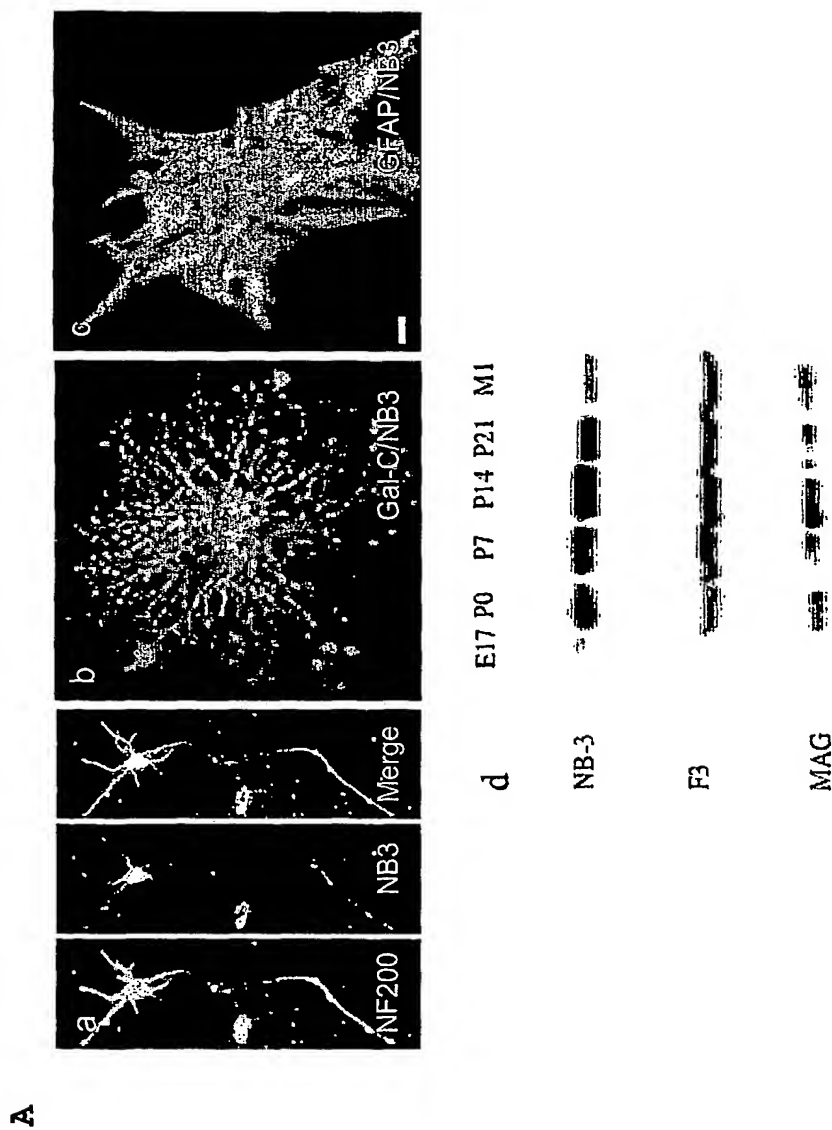 A
a
NF200
NB3
Merge
b
Gal-C/NB3
c
GFAP/NB3
d
E17 P0 P7 P14 P21 M1
NB-3
F3
MAG